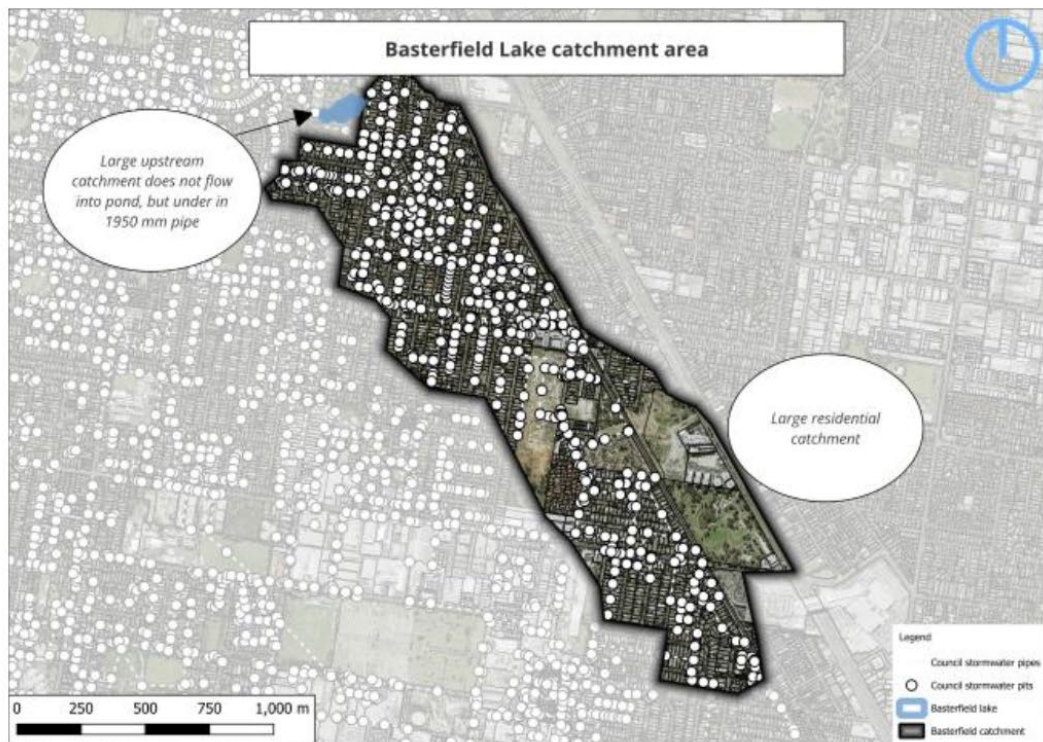 Basterfield Lake catchment area
Large upstream
catchment does not flow
into pond, but under in
1950 mm pipe
Large residential
catchment
Legend
Council stormwater pipes
Council stormwater pits
Basterfield lake
Basterfield catchment
0 250 500 750 1,000 m